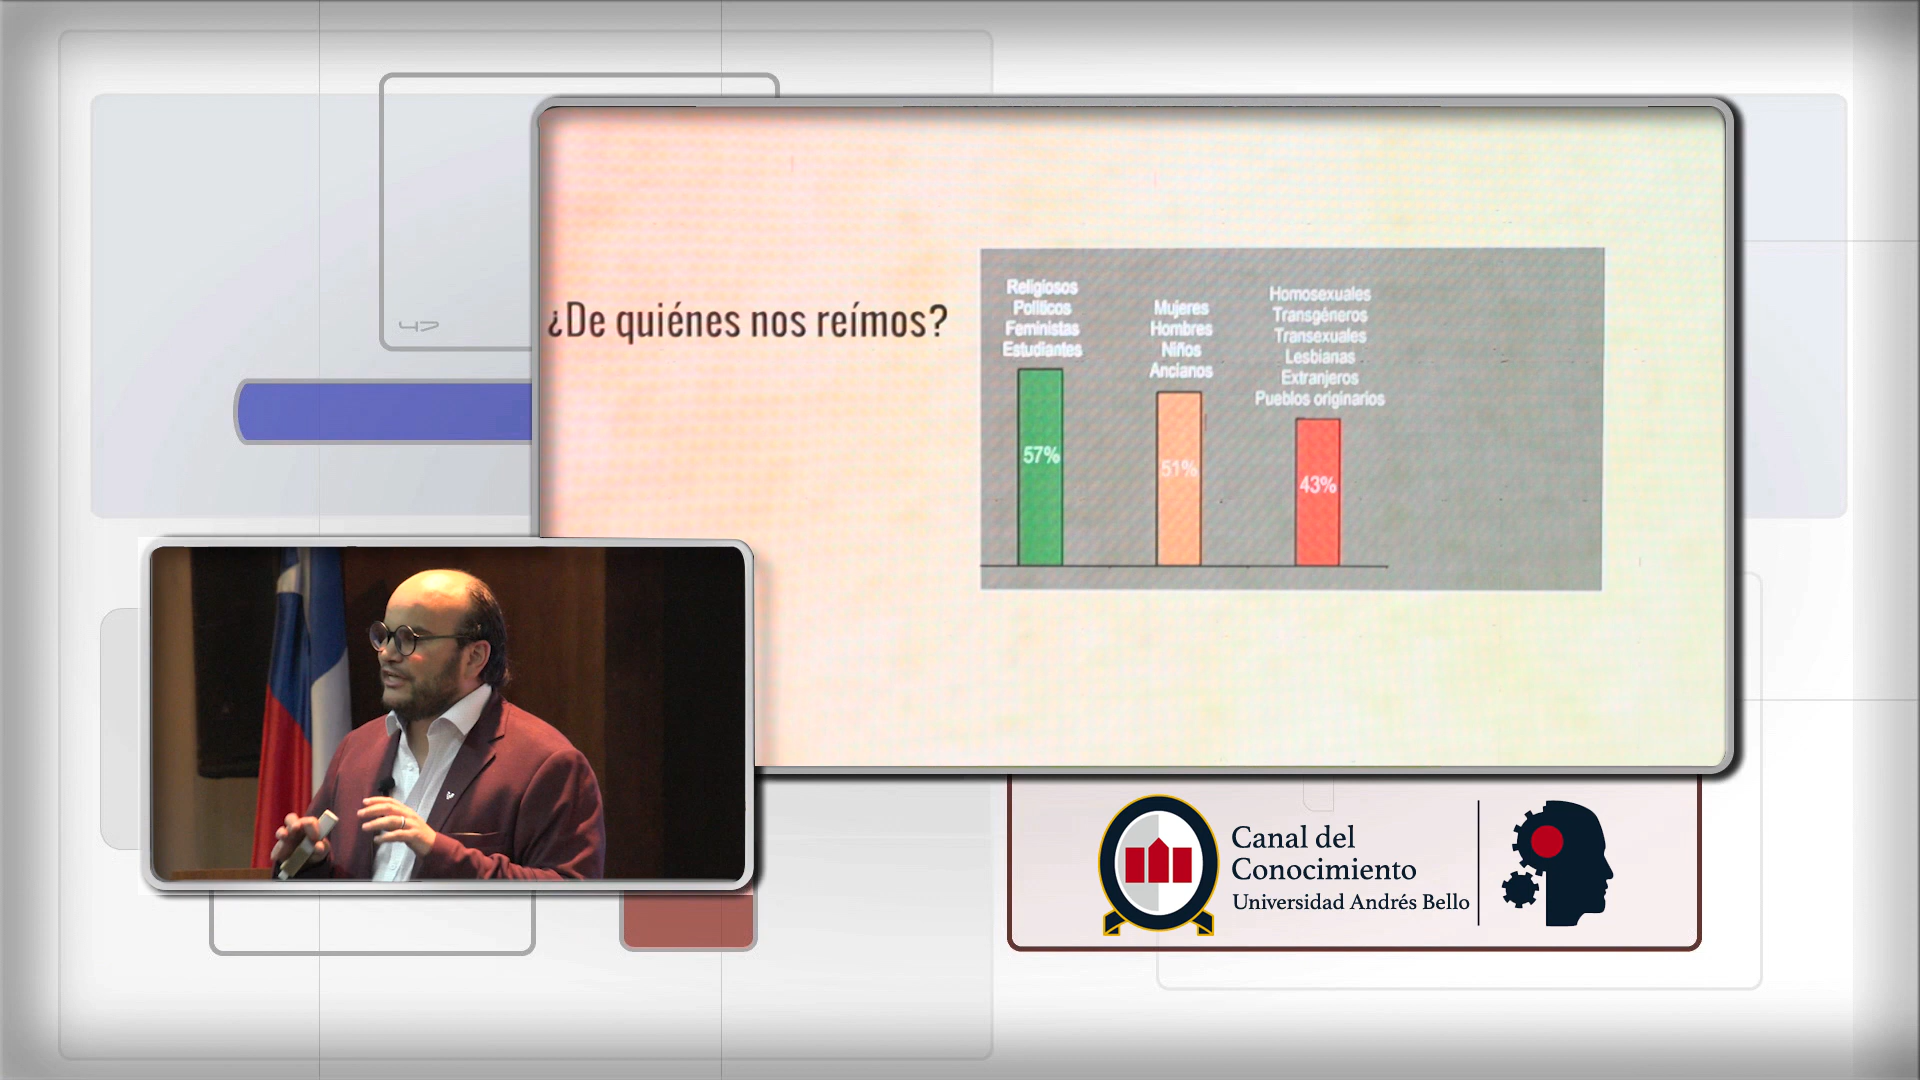 ¿De quiénes nos reímos?
Religiosos
Políticos
Feministas
Estudiantes
57%
Mujeres
Hombres
Niños
Ancianos
51%
Homosexuales
Transgéneros
Transexuales
Lesbianas
Extranjeros
Pueblos originarios
43%
47
Canal del
Conocimiento
Universidad Andrés Bello